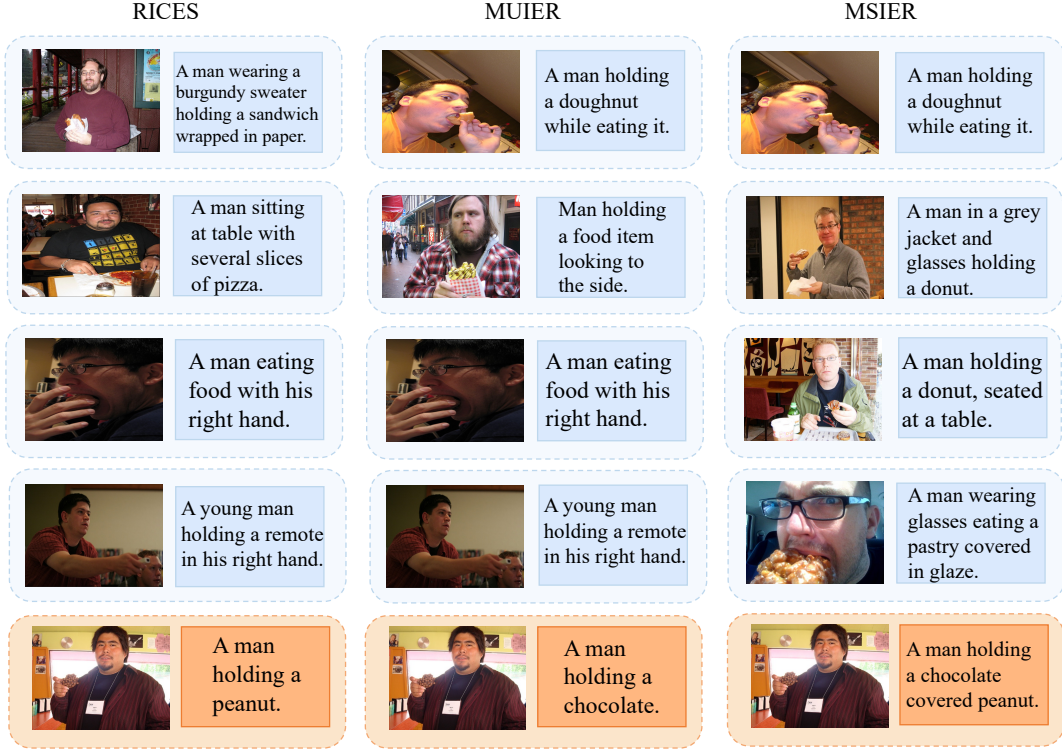 RICES
MUIER
MSIER
A man wearing a
burgundy sweater
holding a sandwich
wrapped in paper.
A man holding
a doughnut
while eating it.
A man holding
a doughnut
while eating it.
A man sitting
at table with
several slices
of pizza.
Man holding
a food item
looking to
the side.
A man in a grey
jacket and
glasses holding
a donut.
A man eating
food with his
right hand.
A man eating
food with his
right hand.
A man holding
a donut, seated
at a table.
A young man
holding a remote
in his right hand.
A young man
holding a remote
in his right hand.
A man wearing
glasses eating a
pastry covered
in glaze.
A man
holding a
peanut.
A man
holding a
chocolate.
A man holding
a chocolate
covered peanut.